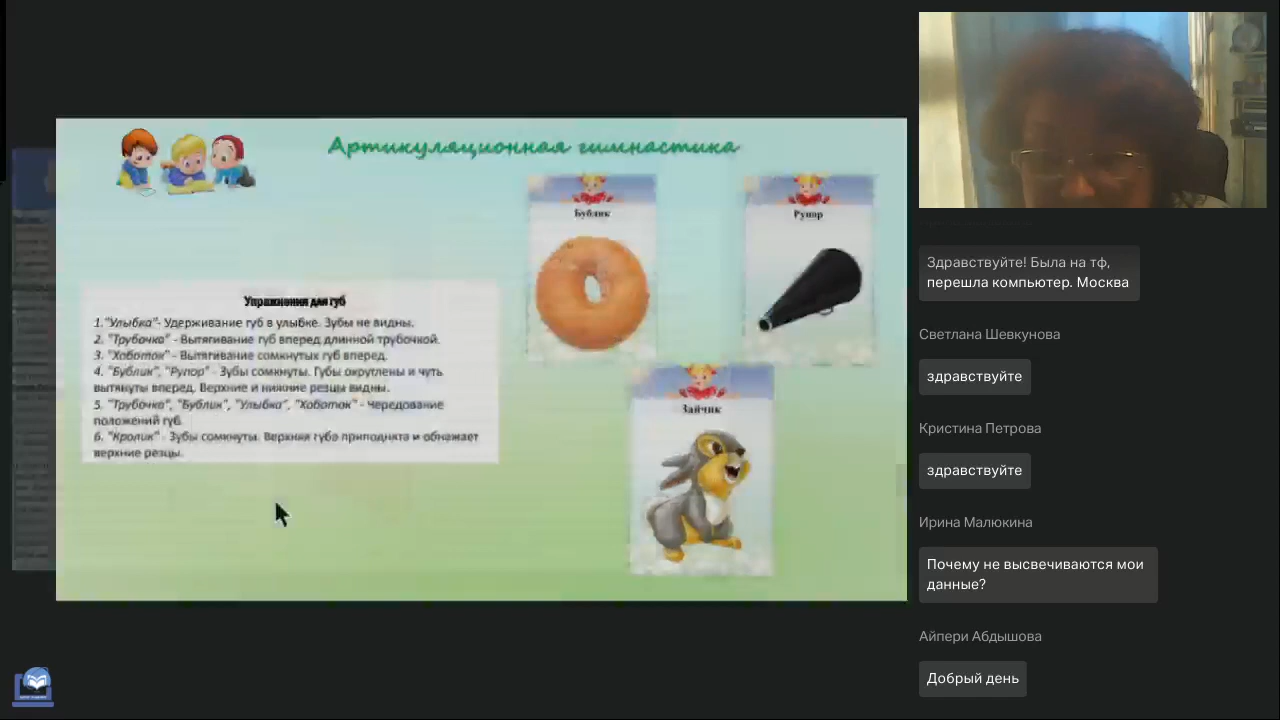 Артикуляционная гимнастика
Бублик
Рупор
Зайчик
Упражнения для губ
1."Улыбка"- Удерживание губ в улыбке. Зубы не видны.
2. "Трубочка" - Вытягивание губ вперед длинной трубочкой.
3. "Хоботок" - Вытягивание сомкнутых губ вперед.
4. "Бублик", "Рупор" - Зубы сомкнуты. Губы округлены и чуть
вытянуты вперед. Верхние и нижние резцы видны.
5. "Трубочка", "Бублик", "Улыбка", "Хоботок" - Чередование
положений губ.
6. "Кролик" - Зубы сомкнуты. Верхняя губа приподнята и обнажает
верхние резцы.
Здравствуйте! Была на тф,
перешла компьютер. Москва
Светлана Шевкунова
здравствуйте
Кристина Петрова
здравствуйте
Ирина Малюкина
Почему не высвечиваются мои
данные?
Айпери Абдышова
Добрый день